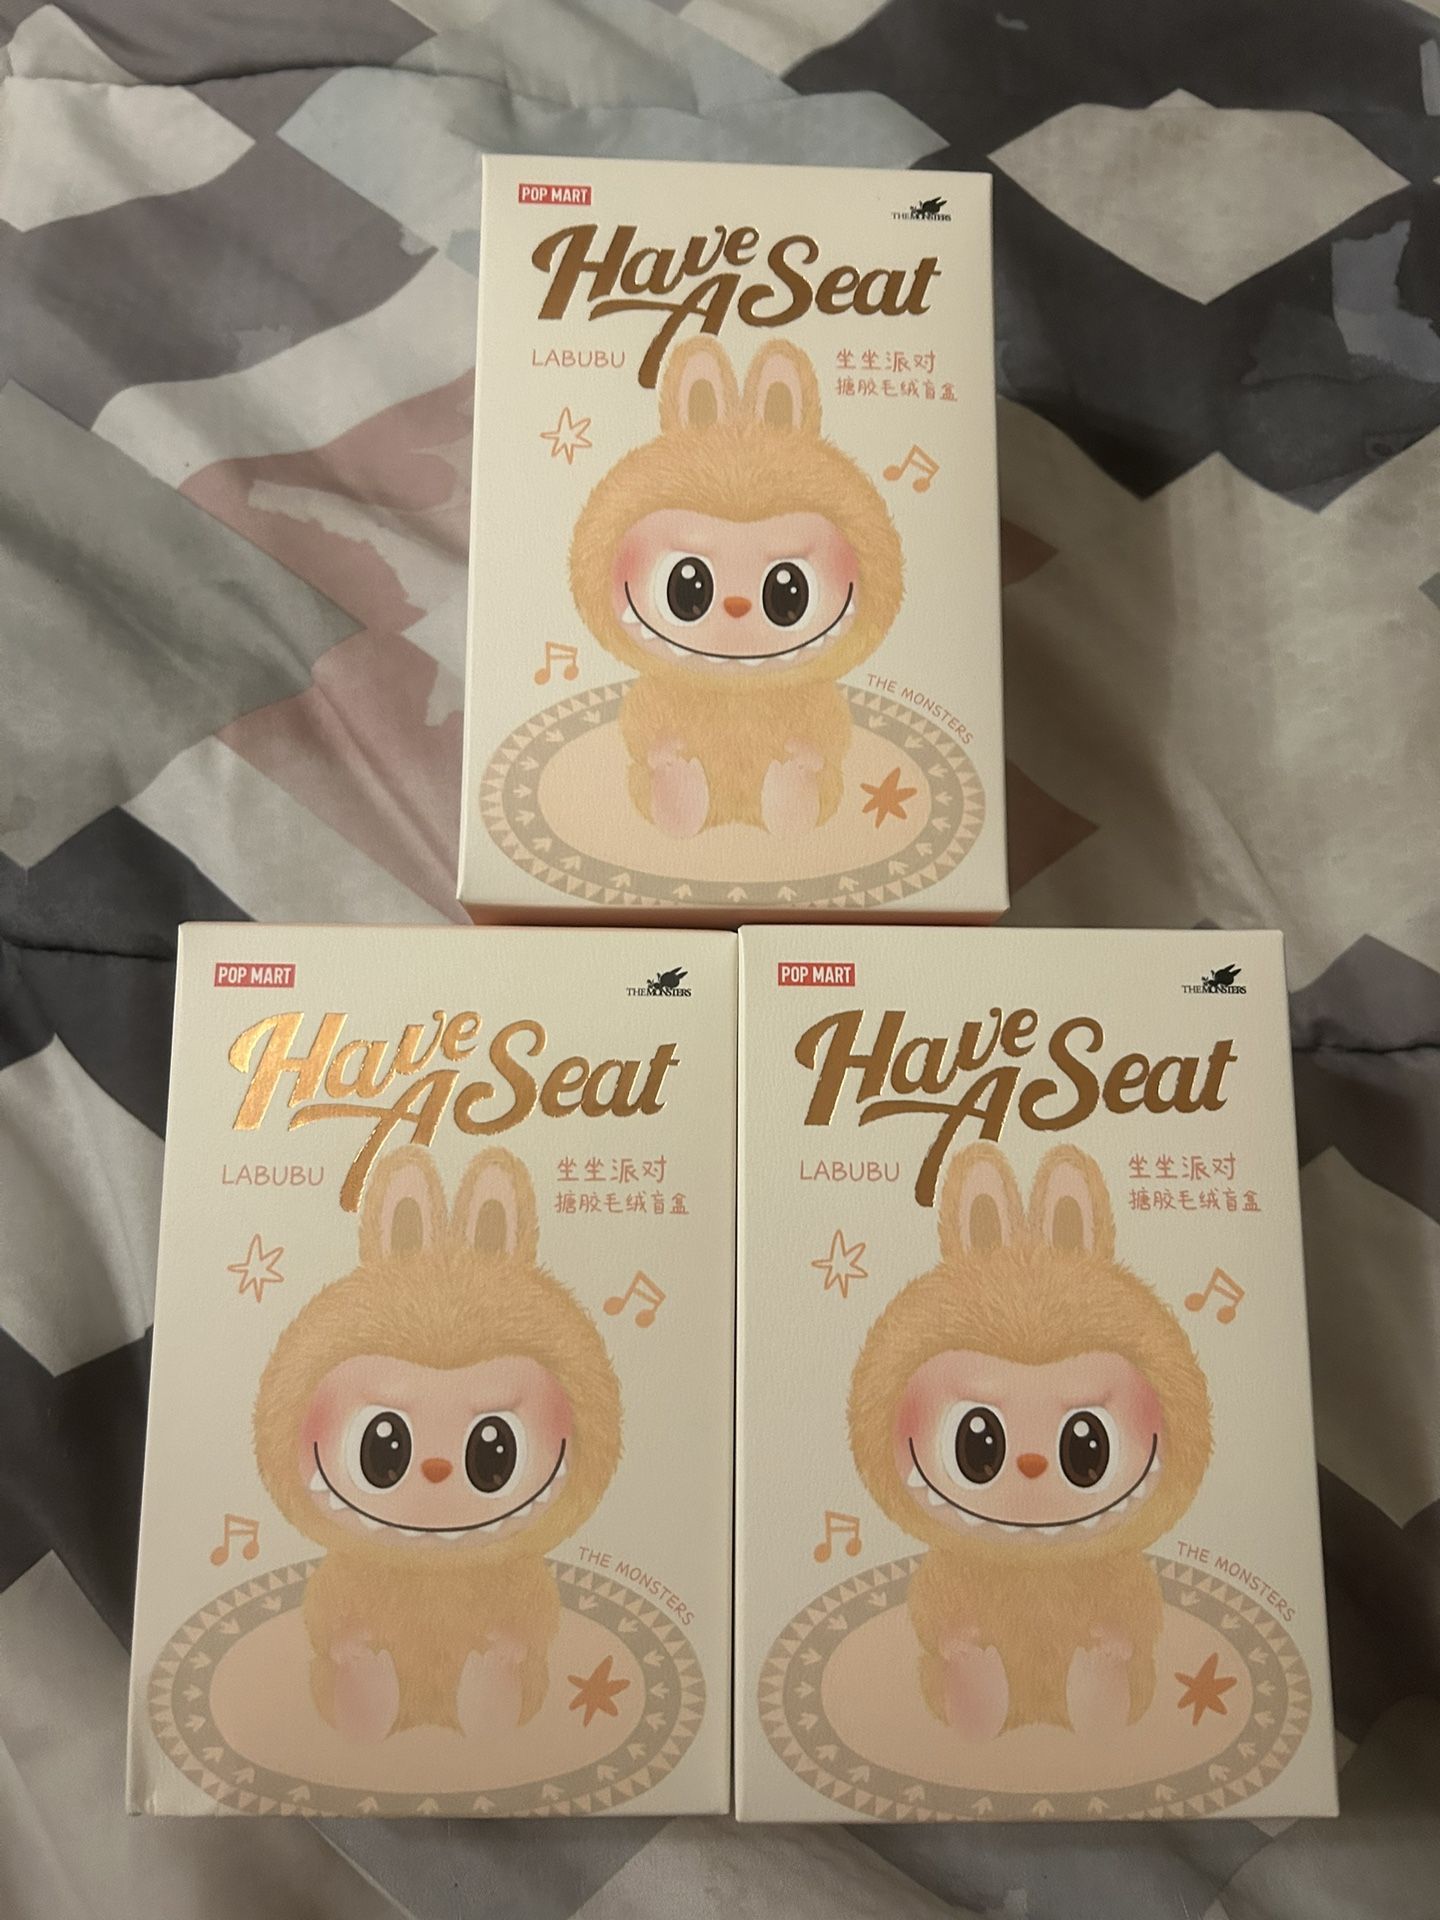 POP MART
THE MONSTERS
Have A Seat
LABUBU
坐坐派对
搪胶毛绒盲盒
THE MONSTERS
POP MART
THE MONSTERS
Have A Seat
LABUBU
坐坐派对
搪胶毛绒盲盒
THE MONSTERS
POP MART
THE MONSTERS
Have A Seat
LABUBU
坐坐派对
搪胶毛绒盲盒
THE MONSTERS